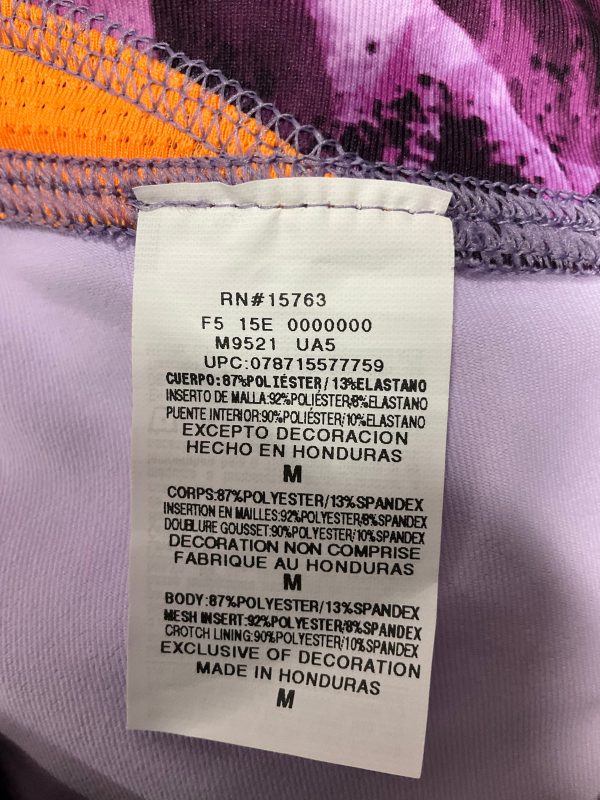 RN#15763
F5 15E 0000000
M9521 UA5
UPC:078715577759
CUERPO:87%POLIÉSTER/13%ELASTANO
INSERTO DE MALLA:92%POLIÉSTER/8%ELASTANO
PUENTE INTERIOR:90%POLIÉSTER/10%ELASTANO
EXCEPTO DECORACION
HECHO EN HONDURAS
M
CORPS:87%POLYESTER/13%SPANDEX
INSERTION EN MAILLES:92%POLYESTER/8%SPANDEX
DOUBLURE GOUSSET:90%POLYESTER/10%SPANDEX
DECORATION NON COMPRISE
FABRIQUE AU HONDURAS
M
BODY:87%POLYESTER/13%SPANDEX
MESH INSERT:92%POLYESTER/8%SPANDEX
CROTCH LINING:90%POLYESTER/10%SPANDEX
EXCLUSIVE OF DECORATION
MADE IN HONDURAS
M